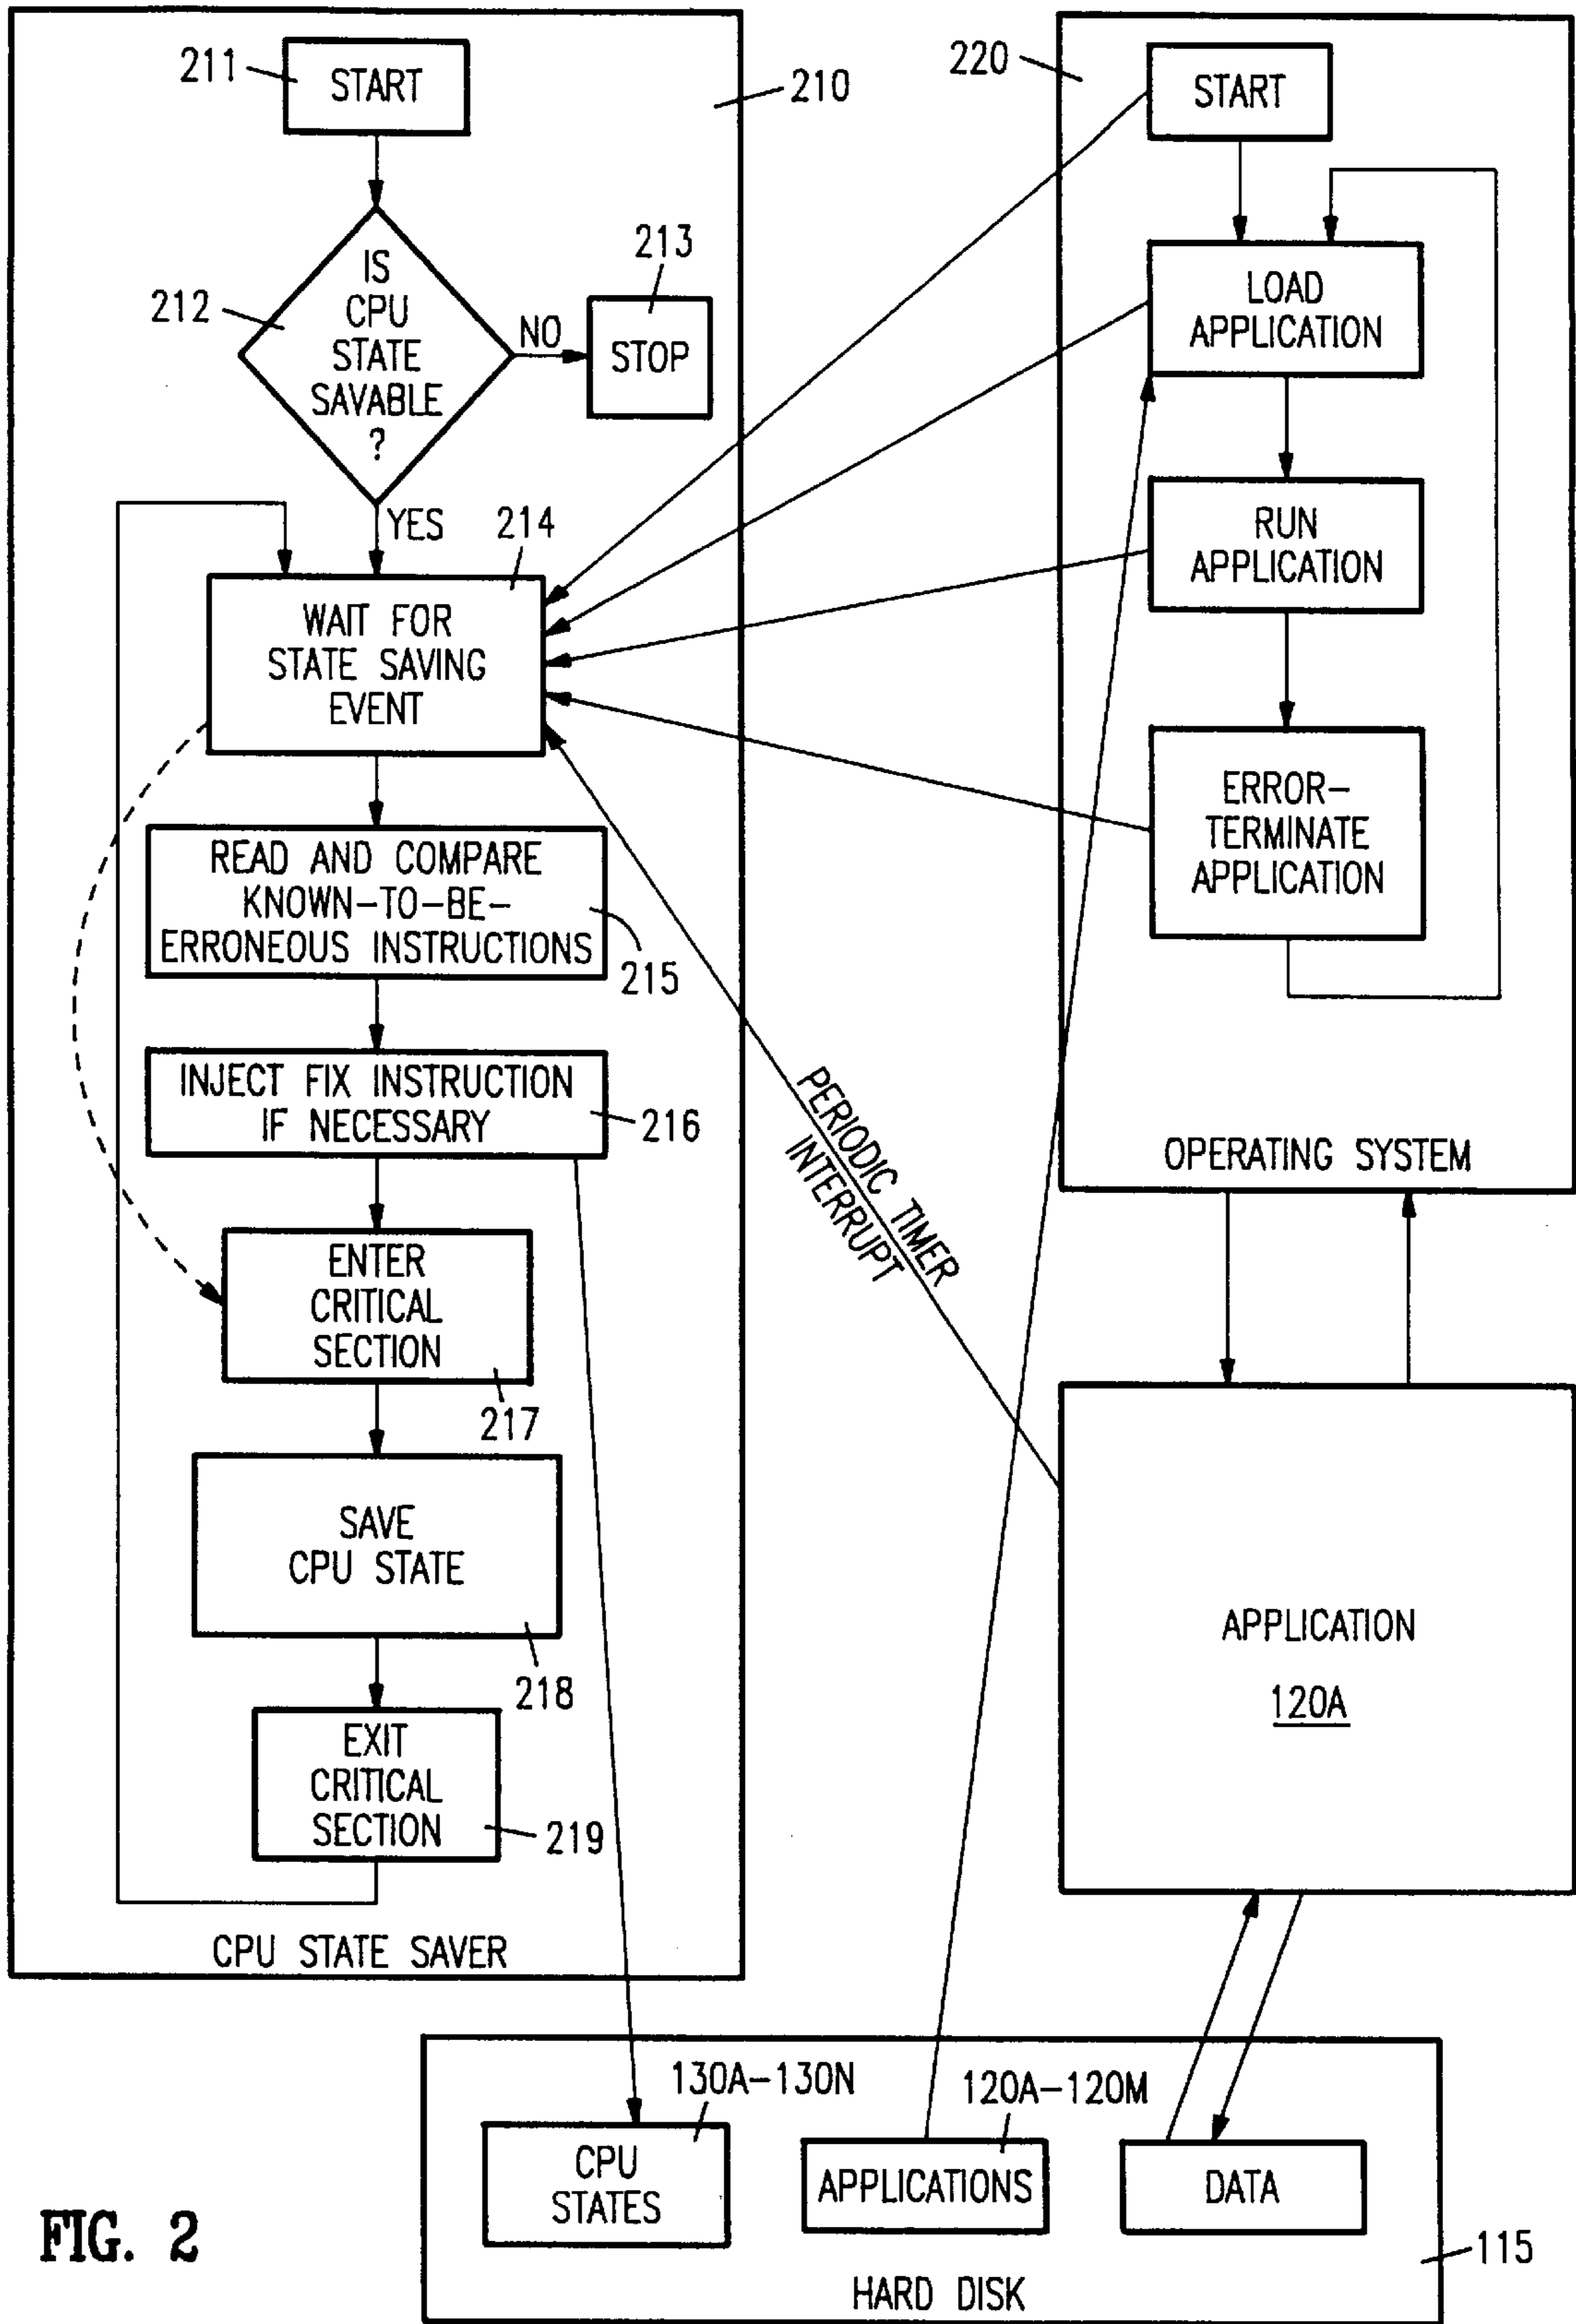 211
START
210
IS
CPU
STATE
SAVABLE
?
212
NO
213
STOP
YES
214
WAIT FOR
STATE SAVING
EVENT
READ AND COMPARE
KNOWN-TO-BE-
ERRONEOUS INSTRUCTIONS
215
INJECT FIX INSTRUCTION
IF NECESSARY
216
ENTER
CRITICAL
SECTION
217
SAVE
CPU STATE
218
EXIT
CRITICAL
SECTION
219
CPU STATE SAVER
220
START
LOAD
APPLICATION
RUN
APPLICATION
ERROR-
TERMINATE
APPLICATION
OPERATING SYSTEM
PERIODIC TIMER
INTERRUPT
APPLICATION
120A
130A-130N
CPU
STATES
120A-120M
APPLICATIONS
DATA
115
HARD DISK
FIG. 2